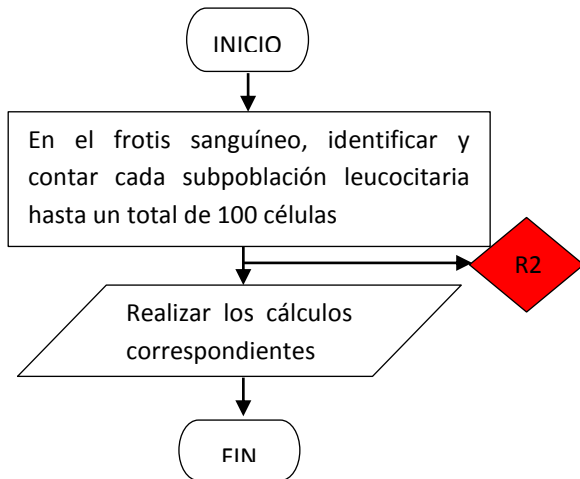 INICIO
En el frotis sanguíneo, identificar y
contar cada subpoblación leucocitaria
hasta un total de 100 células
R2
Realizar los cálculos
correspondientes
FIN